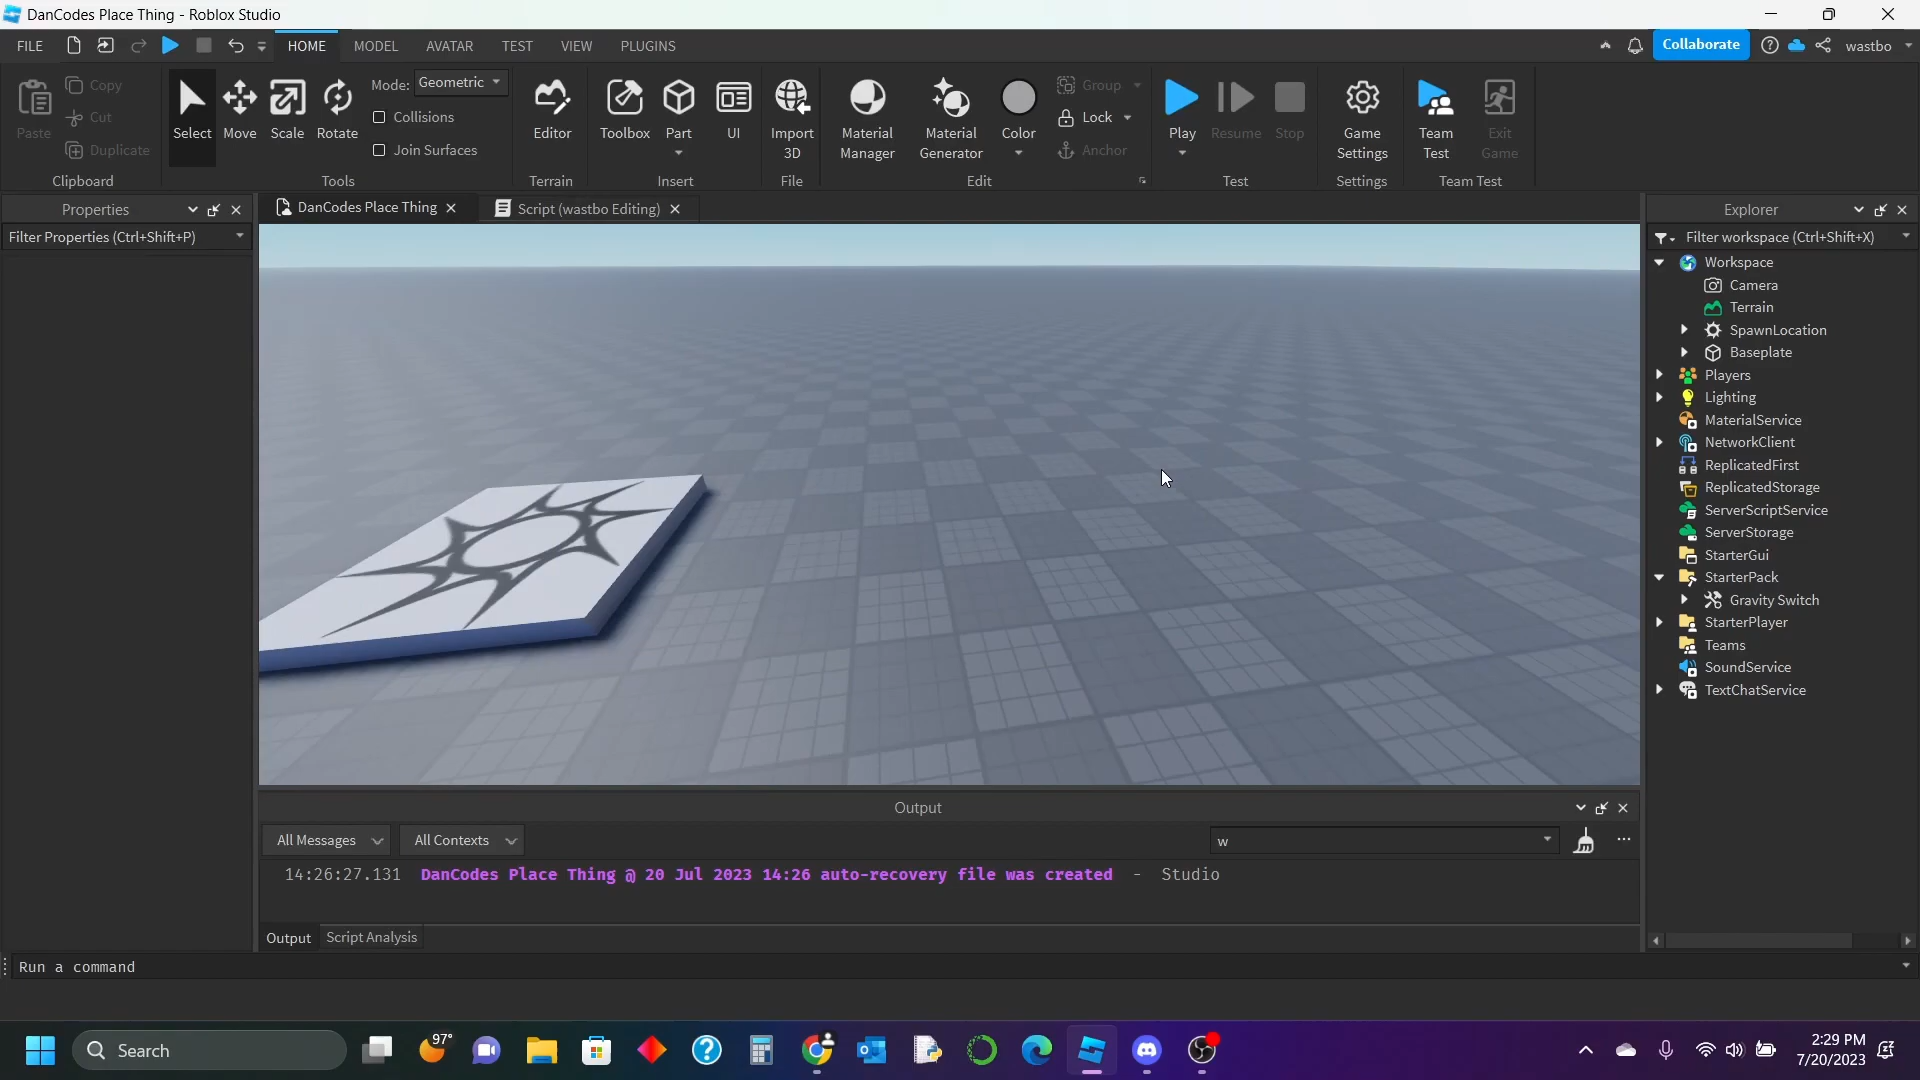 DanCodes Place Thing - Roblox Studio
FILE HOME MODEL AVATAR TEST VIEW PLUGINS Collaborate wastbo
Paste Copy Cut Duplicate
Clipboard
Select Move Scale Rotate
Mode: Geometric
Collisions
Join Surfaces
Tools
Editor
Terrain
Toolbox Part UI
Insert
Import
3D
File
Material
Manager
Material
Generator
Color
Group
Lock
Anchor
Edit
Play Resume Stop
Test
Game
Settings
Settings
Team
Test
Exit
Game
Team Test
Properties
Filter Properties (Ctrl+Shift+P)
DanCodes Place Thing
Script (wastbo Editing)
Explorer
Filter workspace (Ctrl+Shift+X)
Workspace
Camera
Terrain
SpawnLocation
Baseplate
Players
Lighting
MaterialService
NetworkClient
ReplicatedFirst
ReplicatedStorage
ServerScriptService
ServerStorage
StarterGui
StarterPack
Gravity Switch
StarterPlayer
Teams
SoundService
TextChatService
Output
All Messages All Contexts w
14:26:27.131 DanCodes Place Thing @ 20 Jul 2023 14:26 auto-recovery file was created - Studio
Output Script Analysis
Run a command
Search
97°
2:29 PM
7/20/2023